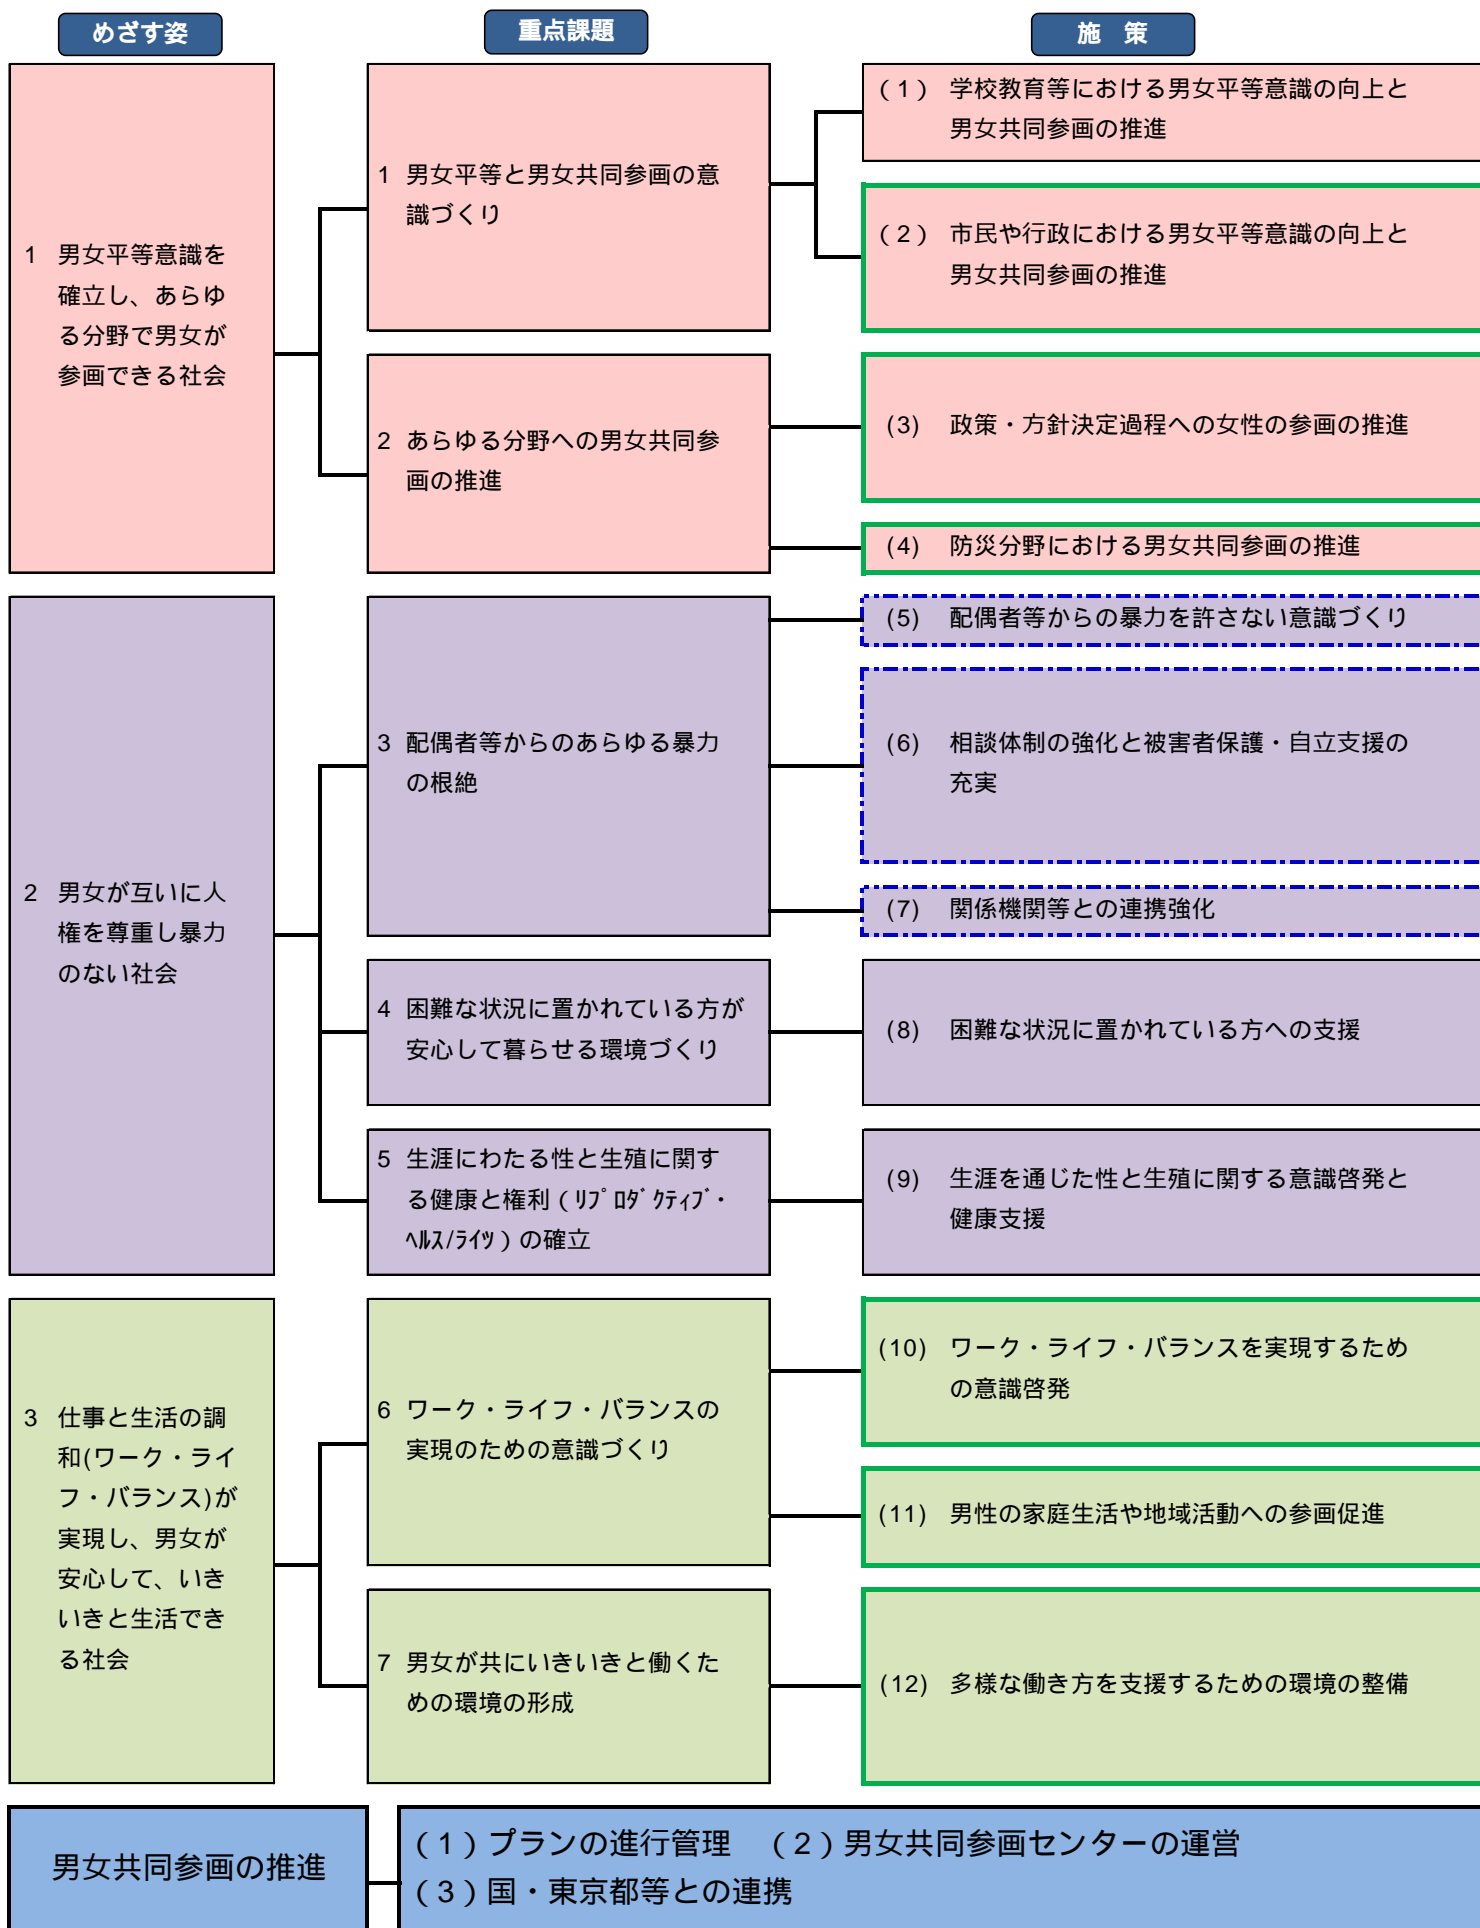 めざす姿
重点課題
施　策
1 男女平等意識を
確立し、あらゆ
る分野で男女が
参画できる社会
1 男女平等と男女共同参画の意
識づくり
（1） 学校教育等における男女平等意識の向上と
男女共同参画の推進
（2） 市民や行政における男女平等意識の向上と
男女共同参画の推進
2 あらゆる分野への男女共同参
画の推進
(3) 政策・方針決定過程への女性の参画の推進
(4) 防災分野における男女共同参画の推進
2 男女が互いに人
権を尊重し暴力
のない社会
3 配偶者等からのあらゆる暴力
の根絶
(5) 配偶者等からの暴力を許さない意識づくり
(6) 相談体制の強化と被害者保護・自立支援の
充実
(7) 関係機関等との連携強化
4 困難な状況に置かれている方が
安心して暮らせる環境づくり
(8) 困難な状況に置かれている方への支援
5 生涯にわたる性と生殖に関す
る健康と権利（ﾘﾌﾟﾛﾀﾞｸﾃｨﾌﾞ・
ﾍﾙｽ/ﾗｲﾂ）の確立
(9) 生涯を通じた性と生殖に関する意識啓発と
健康支援
3 仕事と生活の調
和(ワーク・ライ
フ・バランス)が
実現し、男女が
安心して、いき
いきと生活でき
る社会
6 ワーク・ライフ・バランスの
実現のための意識づくり
(10) ワーク・ライフ・バランスを実現するため
の意識啓発
(11) 男性の家庭生活や地域活動への参画促進
7 男女が共にいきいきと働くた
めの環境の形成
(12) 多様な働き方を支援するための環境の整備
男女共同参画の推進
（1）プランの進行管理　（2）男女共同参画センターの運営
（3）国・東京都等との連携